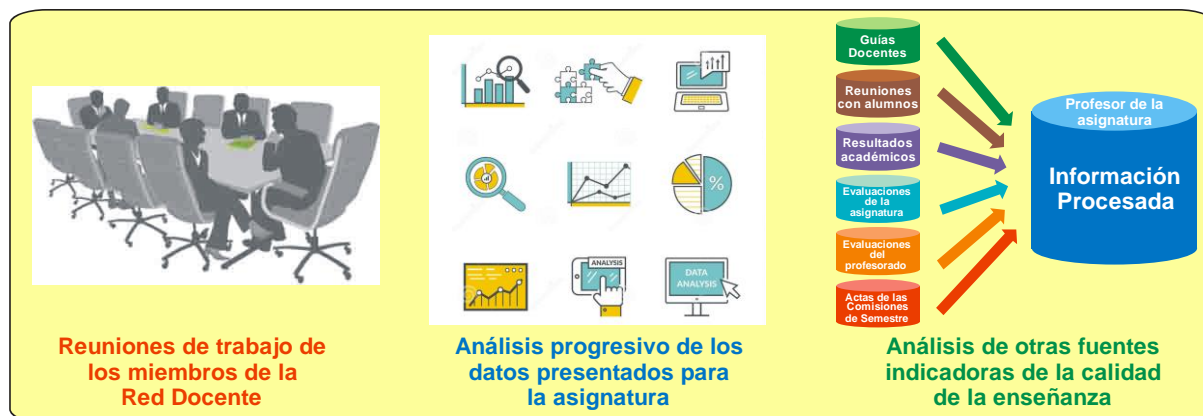 Guías
Docentes
Reuniones
con alumnos
Resultados
académicos
Evaluaciones
de la
asignatura
Evaluaciones
del
profesorado
Actas de las
Comisiones
de Semestre
Profesor de la
asignatura
Información
Procesada
%
ANALYSIS
DATA
ANALYSIS
Reuniones de trabajo de
los miembros de la
Red Docente
Análisis progresivo de los
datos presentados para
la asignatura
Análisis de otras fuentes
indicadoras de la calidad
de la enseñanza